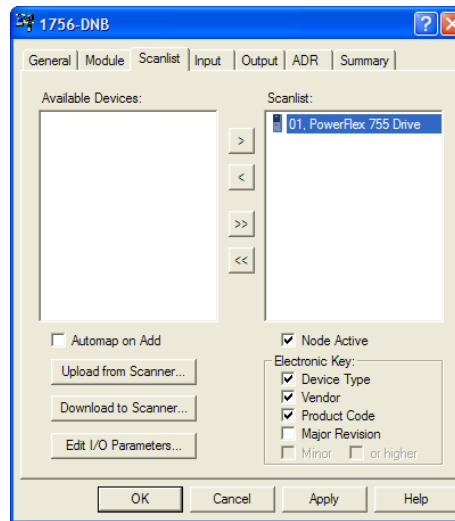 1756-DNB
General Module Scanlist Input Output ADR Summary
Available Devices:
Scanlist:
01, PowerFlex 755 Drive
>
<
>>
<<
Automap on Add
Node Active
Upload from Scanner...
Download to Scanner...
Edit I/O Parameters...
Electronic Key:
Device Type
Vendor
Product Code
Major Revision
Minor or higher
OK Cancel Apply Help